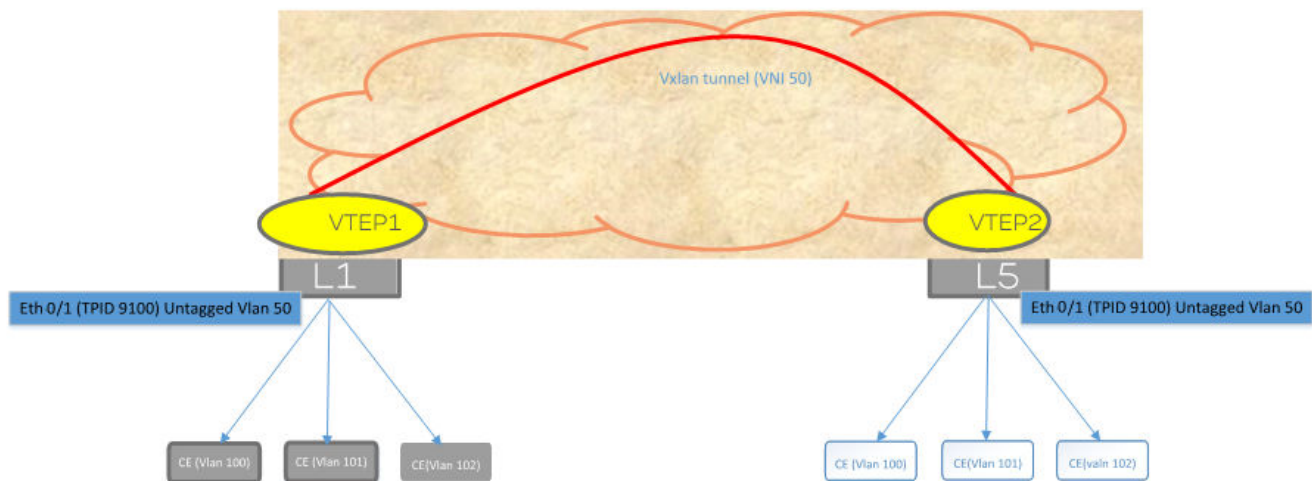 Vxlan tunnel (VNI 50)
VTEP1
VTEP2
L1
L5
Eth 0/1 (TPID 9100) Untagged Vlan 50
Eth 0/1 (TPID 9100) Untagged Vlan 50
CE (Vlan 100)
CE (Vlan 101)
CE(Vlan 102)
CE (Vlan 100)
CE(Vlan 101)
CE(valn 102)